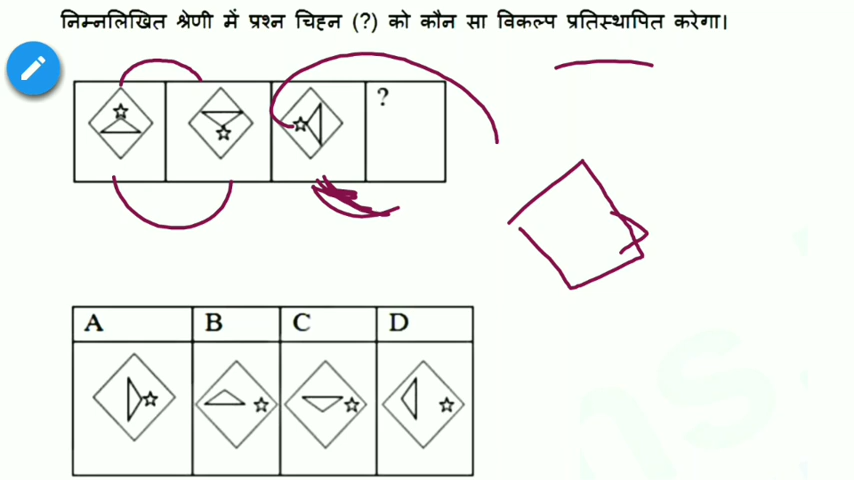 निम्नलिखित श्रेणी में प्रश्न चिह्न (?) को कौन सा विकल्प प्रतिस्थापित करेगा।
?
A B C D